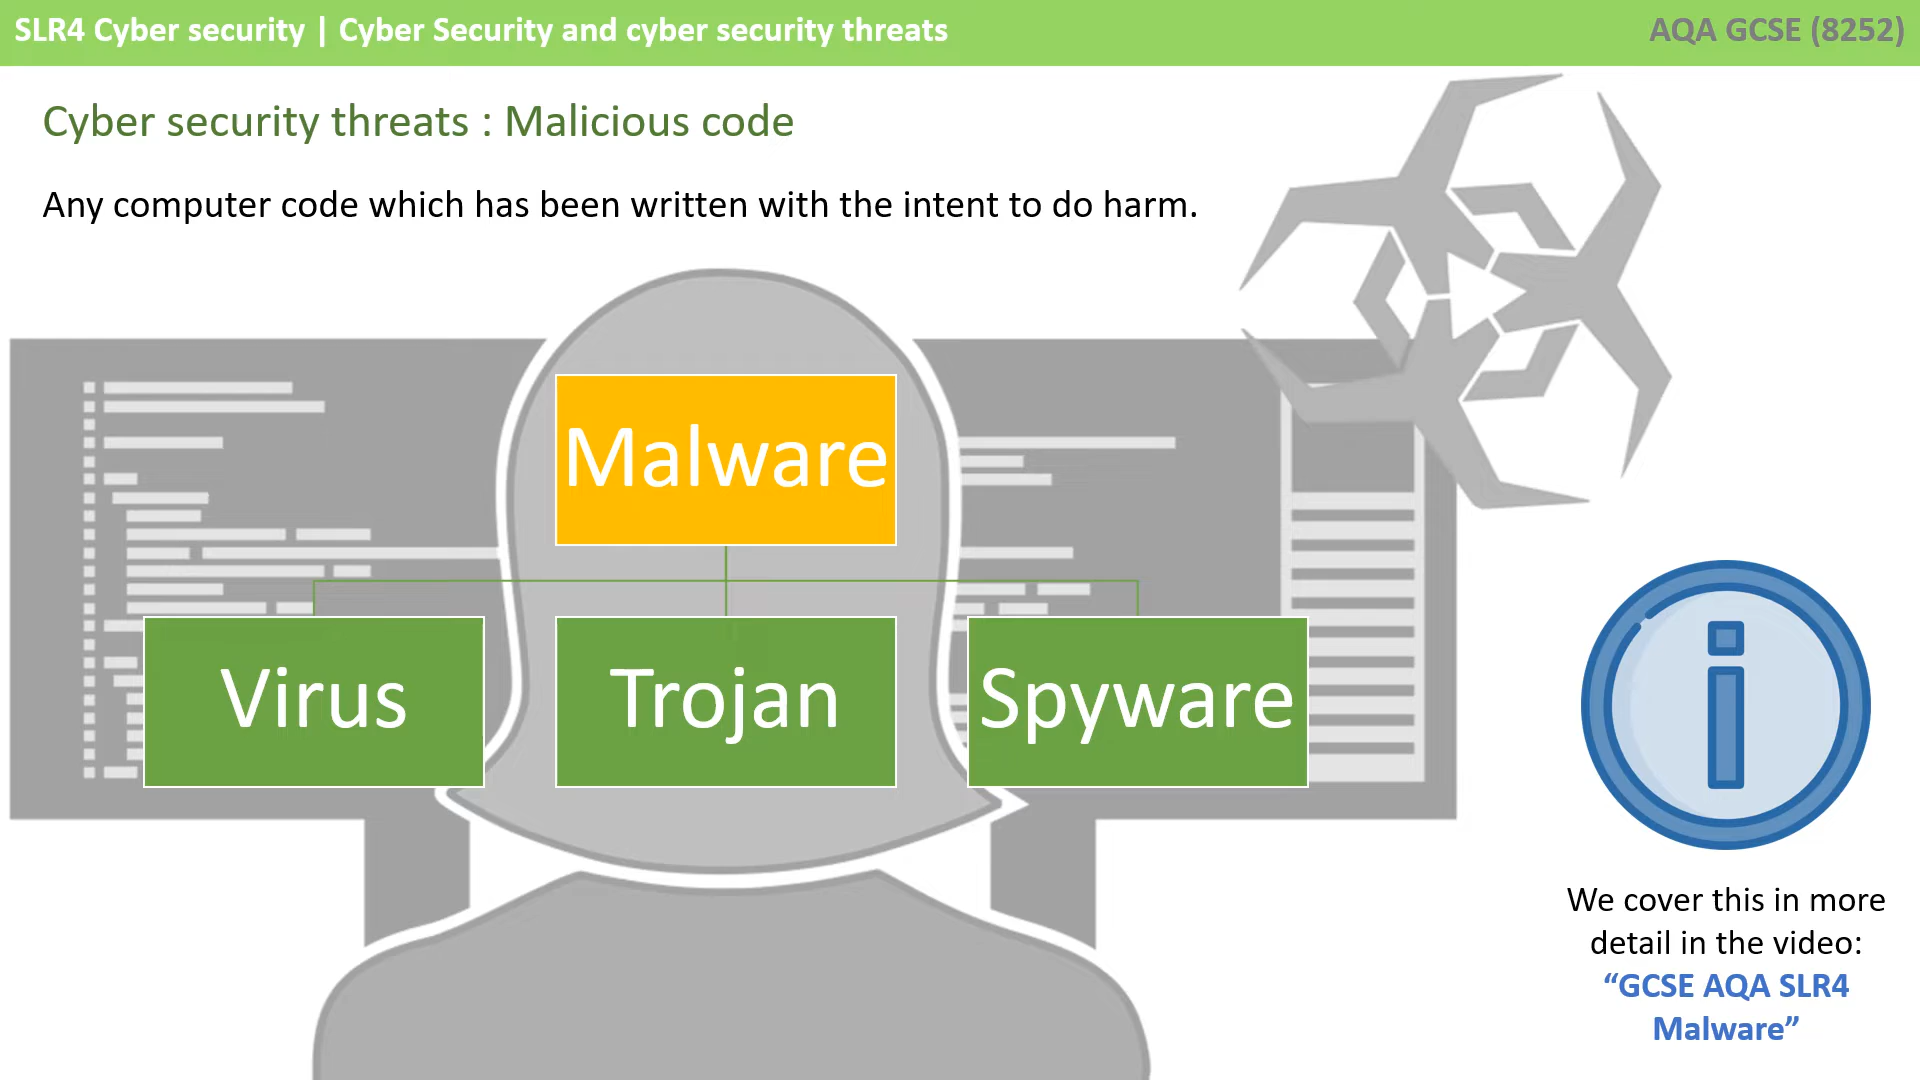 SLR4 Cyber security | Cyber Security and cyber security threats
AQA GCSE (8252)
Cyber security threats : Malicious code
Any computer code which has been written with the intent to do harm.
Malware
Virus
Trojan
Spyware
We cover this in more
detail in the video:
“GCSE AQA SLR4
Malware”